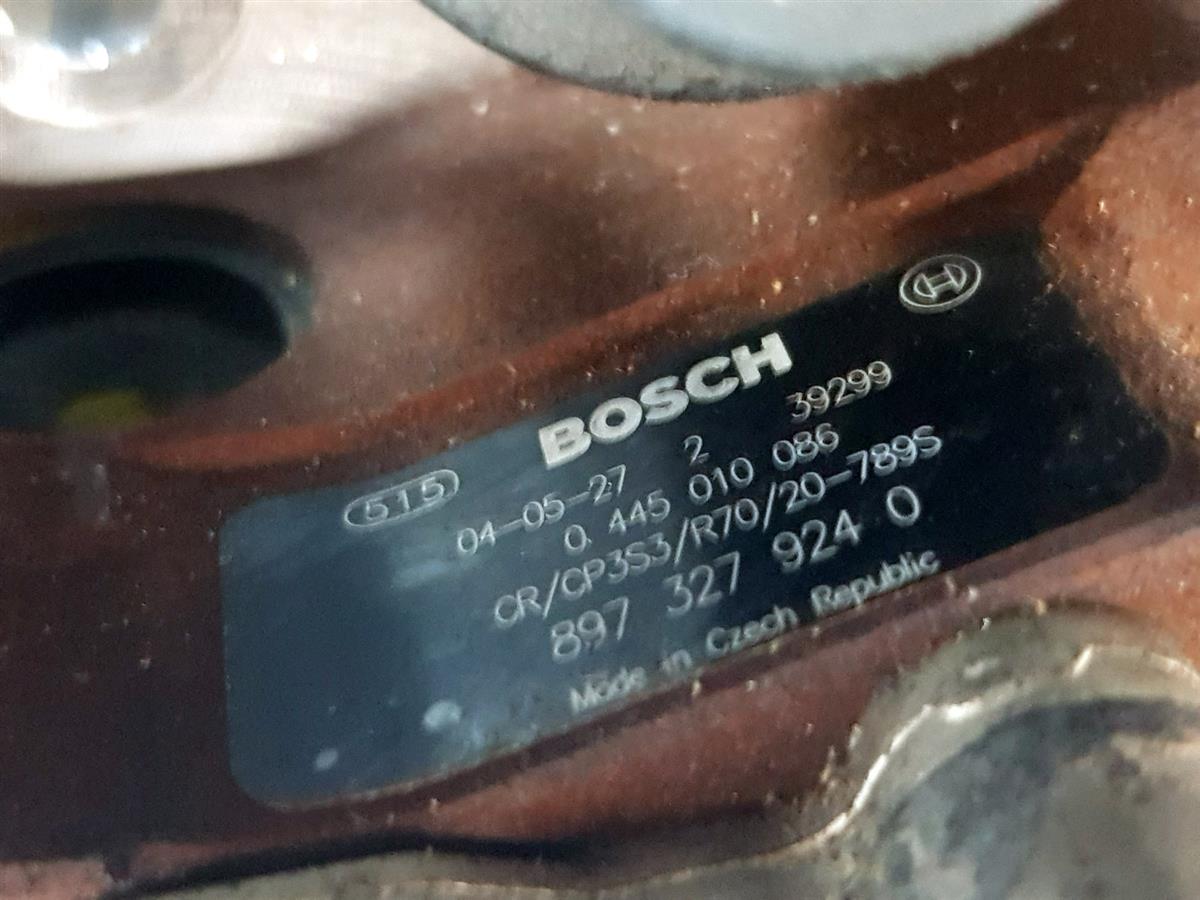 BOSCH
515
04-05-27 2 39299
0 445 010 086
CR/CP3S3/R70/20-789S
897 327 924 0
Made in Czech Republic